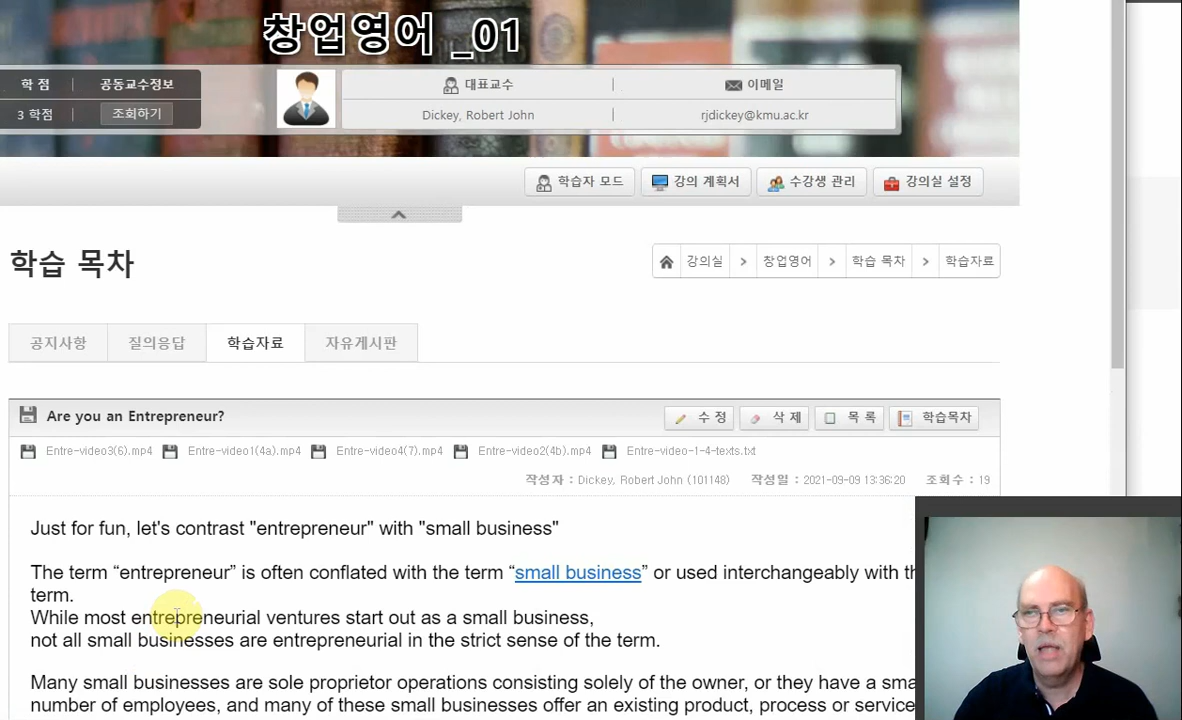 창업영어 _01
학 점 | 공동교수정보
대표교수 | 이메일
3 학점 | 조회하기
Dickey, Robert John | rjdickey@kmu.ac.kr
학습자 모드 강의 계획서 수강생 관리 강의실 설정
학습 목차
강의실 > 창업영어 > 학습 목차 > 학습자료
공지사항 질의응답 학습자료 자유게시판
Are you an Entrepreneur?
수 정 삭 제 목 록 학습목차
Entre-video3(6).mp4 Entre-video1(4a).mp4 Entre-video4(7).mp4 Entre-video2(4b).mp4 Entre-video-1-4-texts.txt
작성자 : Dickey, Robert John (101148) 작성일 : 2021-09-09 13:36:20 조회수 : 19
Just for fun, let's contrast "entrepreneur" with "small business"
The term “entrepreneur” is often conflated with the term “small business” or used interchangeably with th
term.
While most entrepreneurial ventures start out as a small business,
not all small businesses are entrepreneurial in the strict sense of the term.
Many small businesses are sole proprietor operations consisting solely of the owner, or they have a sma
number of employees, and many of these small businesses offer an existing product, process or service